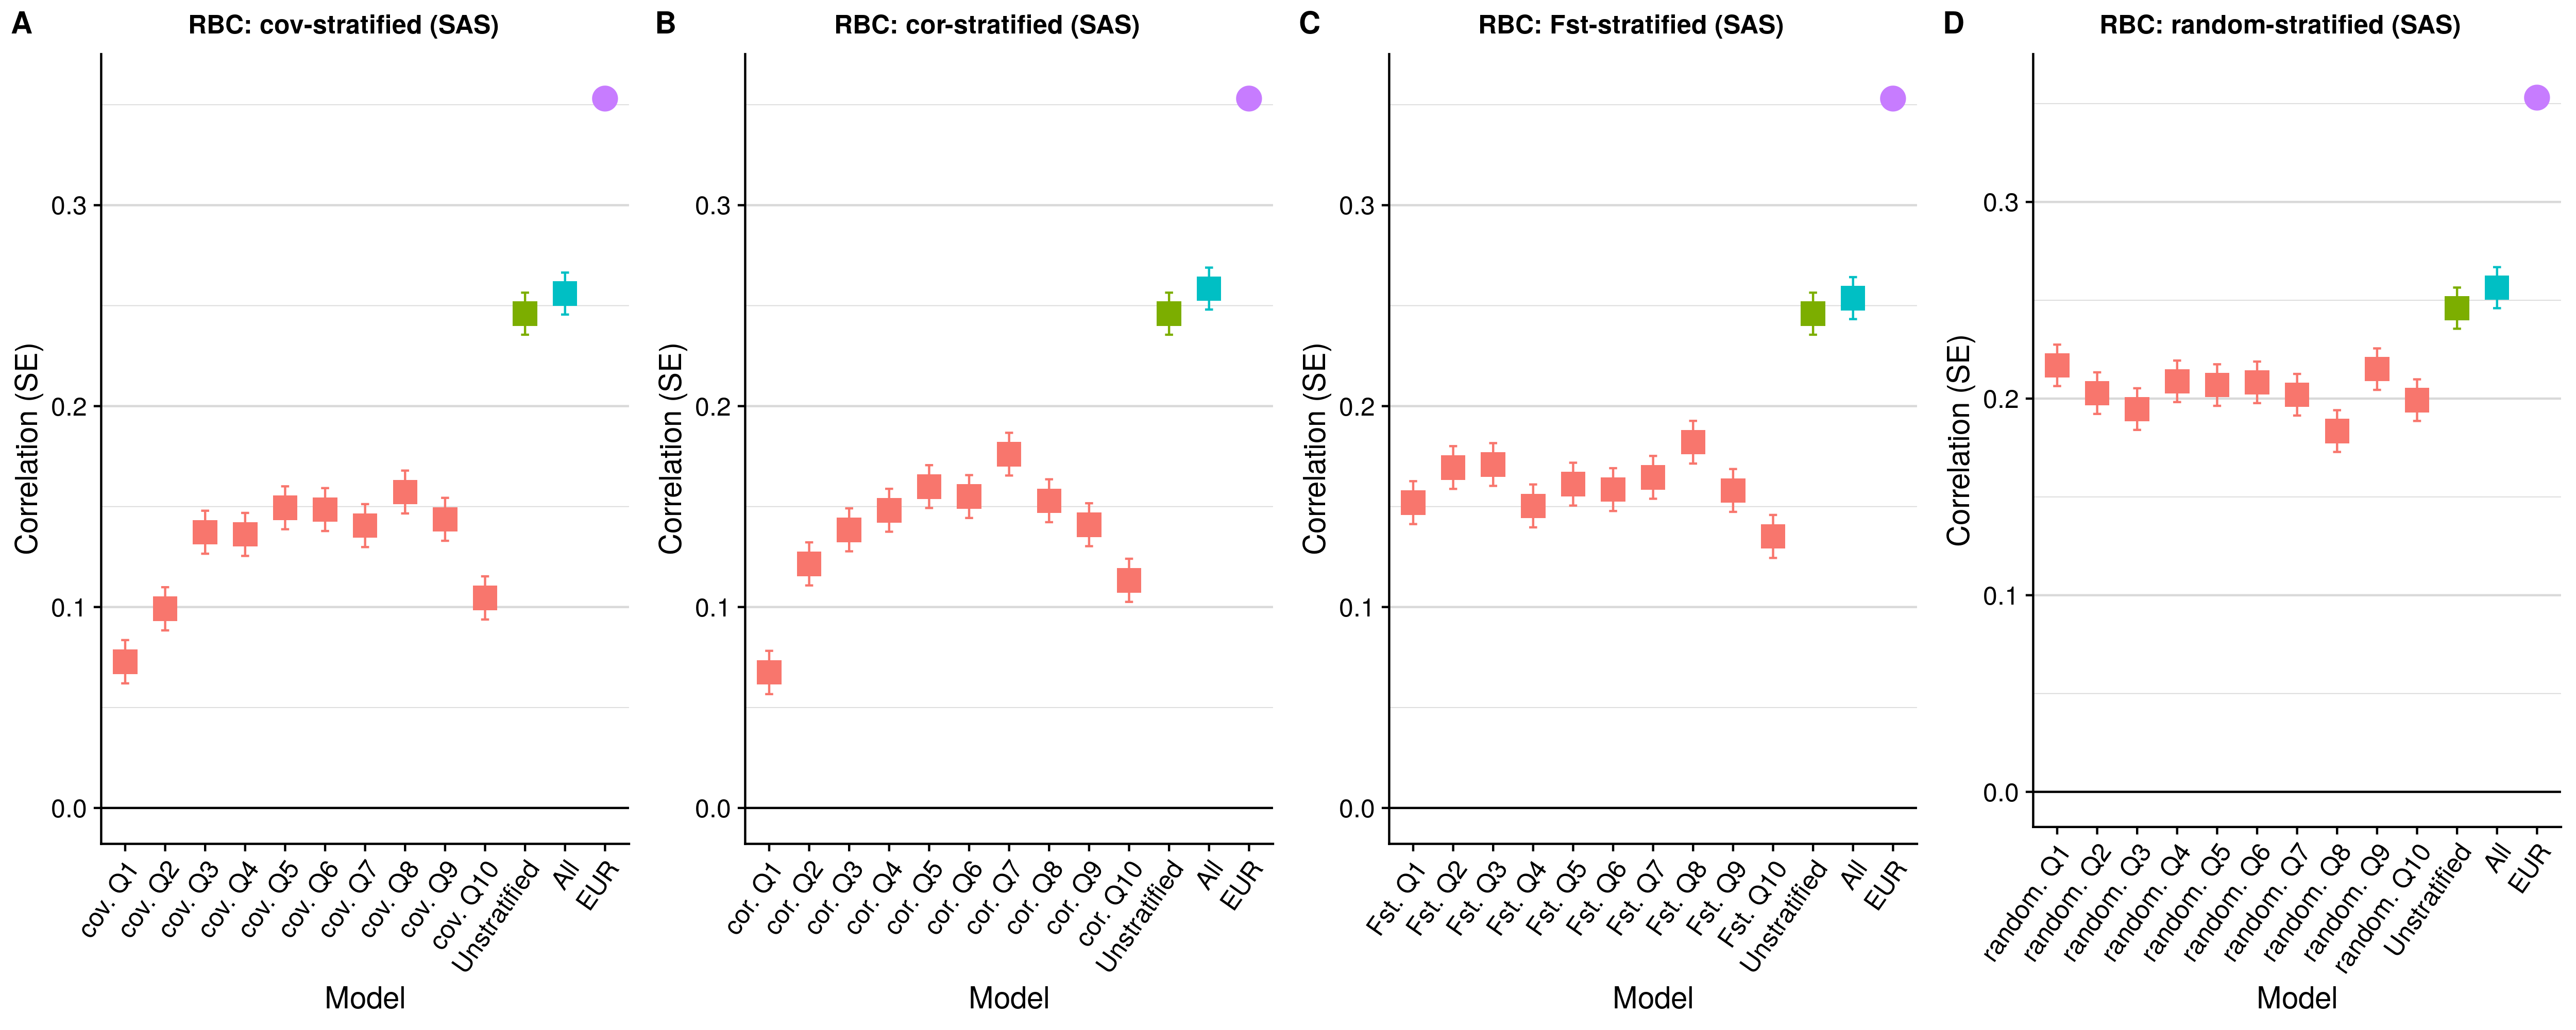 A
RBC: cov-stratified (SAS)
Correlation (SE)
0.3
0.2
0.1
0.0
cov. Q1
cov. Q2
cov. Q3
cov. Q4
cov. Q5
cov. Q6
cov. Q7
cov. Q8
cov. Q9
cov. Q10
Unstratified
All
EUR
Model
B
RBC: cor-stratified (SAS)
Correlation (SE)
0.3
0.2
0.1
0.0
cor. Q1
cor. Q2
cor. Q3
cor. Q4
cor. Q5
cor. Q6
cor. Q7
cor. Q8
cor. Q9
cor. Q10
Unstratified
All
EUR
Model
C
RBC: Fst-stratified (SAS)
Correlation (SE)
0.3
0.2
0.1
0.0
Fst. Q1
Fst. Q2
Fst. Q3
Fst. Q4
Fst. Q5
Fst. Q6
Fst. Q7
Fst. Q8
Fst. Q9
Fst. Q10
Unstratified
All
EUR
Model
D
RBC: random-stratified (SAS)
Correlation (SE)
0.3
0.2
0.1
0.0
random. Q1
random. Q2
random. Q3
random. Q4
random. Q5
random. Q6
random. Q7
random. Q8
random. Q9
random. Q10
Unstratified
All
EUR
Model